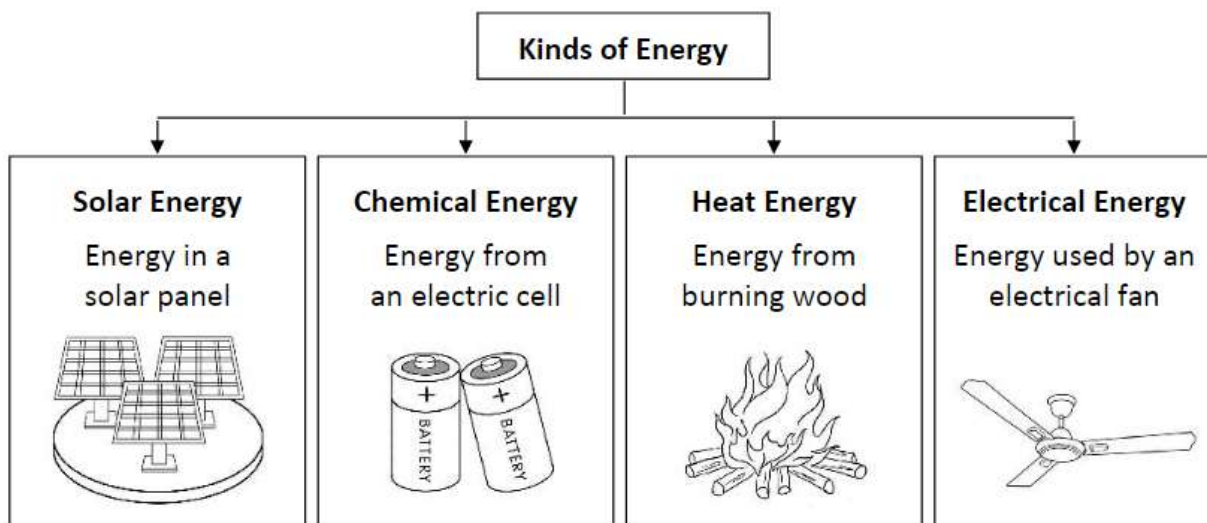 Kinds of Energy
Solar Energy
Energy in a
solar panel
Chemical Energy
Energy from
an electric cell
+
BATTERY
+
BATTERY
Heat Energy
Energy from
burning wood
Electrical Energy
Energy used by an
electrical fan